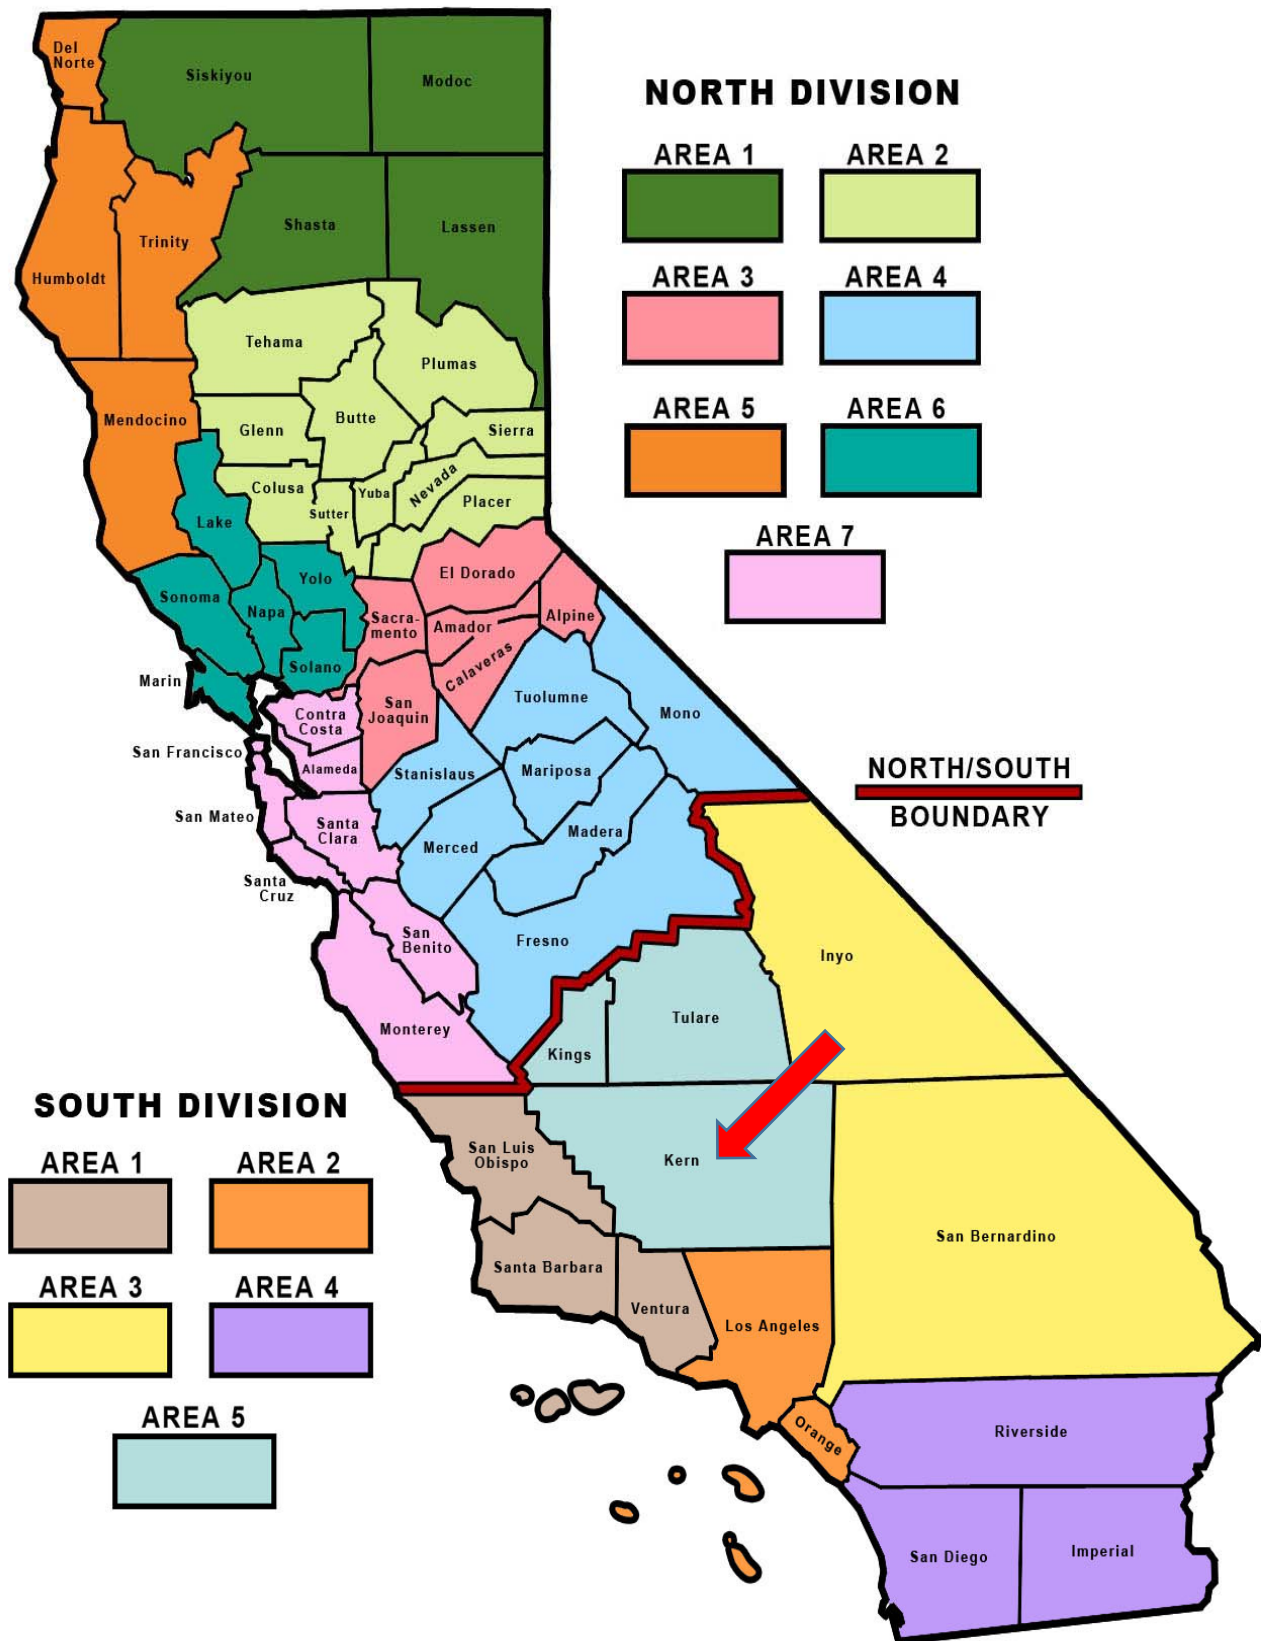 Del
Norte
Siskiyou
Modoc
NORTH DIVISION
AREA 1
AREA 2
Shasta
Lassen
Trinity
Humboldt
AREA 3
AREA 4
Tehama
Plumas
Mendocino
Glenn
Butte
Sierra
AREA 5
AREA 6
Colusa
Sutter
Yuba
Nevada
Placer
Lake
AREA 7
Sonoma
Napa
Yolo
Solano
El Dorado
Sacra-
mento
Amador
Alpine
Calaveras
Marin
San
Joaquin
Contra
Costa
Tuolumne
Mono
San Francisco
Alameda
Stanislaus
Mariposa
NORTH/SOUTH
BOUNDARY
San Mateo
Santa
Clara
Merced
Madera
Santa
Cruz
San
Benito
Fresno
Inyo
Monterey
Kings
Tulare
SOUTH DIVISION
AREA 1
AREA 2
San Luis
Obispo
Kern
San Bernardino
Santa Barbara
Ventura
Los Angeles
AREA 3
AREA 4
AREA 5
Orange
Riverside
San Diego
Imperial